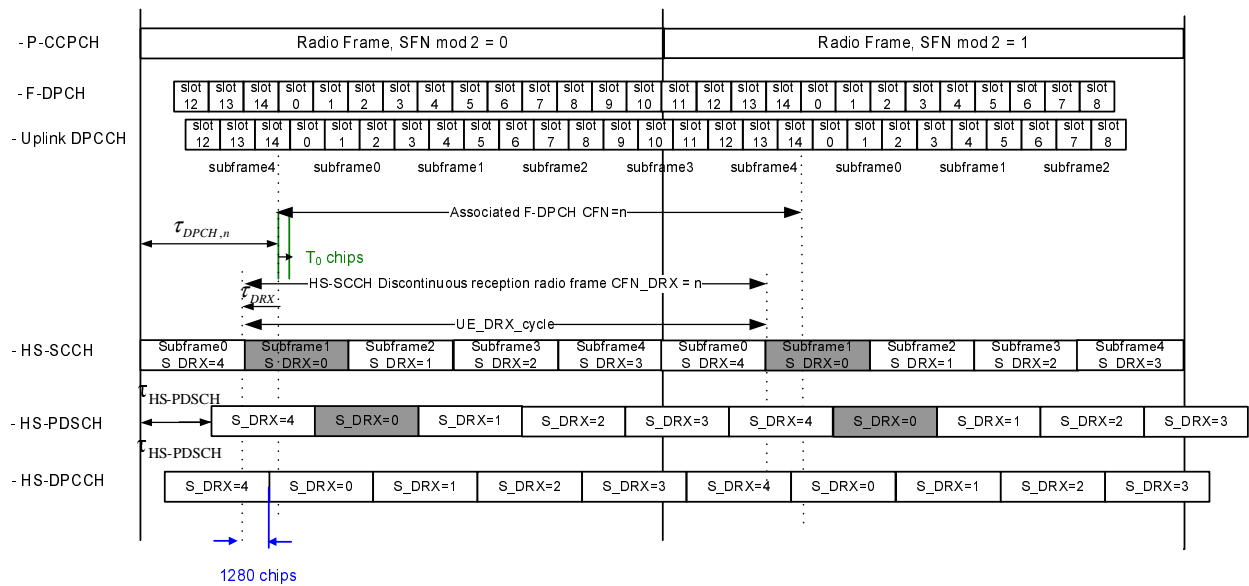 - P-CCPCH
Radio Frame, SFN mod 2 = 0
Radio Frame, SFN mod 2 = 1
- F-DPCH
slot 12 slot 13 slot 14 slot 0 slot 1 slot 2 slot 3 slot 4 slot 5 slot 6 slot 7 slot 8 slot 9 slot 10 slot 11 slot 12 slot 13 slot 14 slot 0 slot 1 slot 2 slot 3 slot 4 slot 5 slot 6 slot 7 slot 8
- Uplink DPCCH
slot 12 slot 13 slot 14 slot 0 slot 1 slot 2 slot 3 slot 4 slot 5 slot 6 slot 7 slot 8 slot 9 slot 10 slot 11 slot 12 slot 13 slot 14 slot 0 slot 1 slot 2 slot 3 slot 4 slot 5 slot 6 slot 7 slot 8
subframe4 subframe0 subframe1 subframe2 subframe3 subframe4 subframe0 subframe1 subframe2
Associated F-DPCH CFN=n
τDPCH,n
T0 chips
HS-SCCH Discontinuous reception radio frame CFN_DRX = n
τDRX
UE_DRX_cycle
- HS-SCCH
Subframe0 Subframe1 Subframe2 Subframe3 Subframe4 Subframe0 Subframe1 Subframe2 Subframe3 Subframe4
S_DRX=4 S_DRX=0 S_DRX=1 S_DRX=2 S_DRX=3 S_DRX=4 S_DRX=0 S_DRX=1 S_DRX=2 S_DRX=3
τHS-PDSCH
- HS-PDSCH
S_DRX=4 S_DRX=0 S_DRX=1 S_DRX=2 S_DRX=3 S_DRX=4 S_DRX=0 S_DRX=1 S_DRX=2 S_DRX=3
τHS-PDSCH
- HS-DPCCH
S_DRX=4 S_DRX=0 S_DRX=1 S_DRX=2 S_DRX=3 S_DRX=4 S_DRX=0 S_DRX=1 S_DRX=2 S_DRX=3
1280 chips